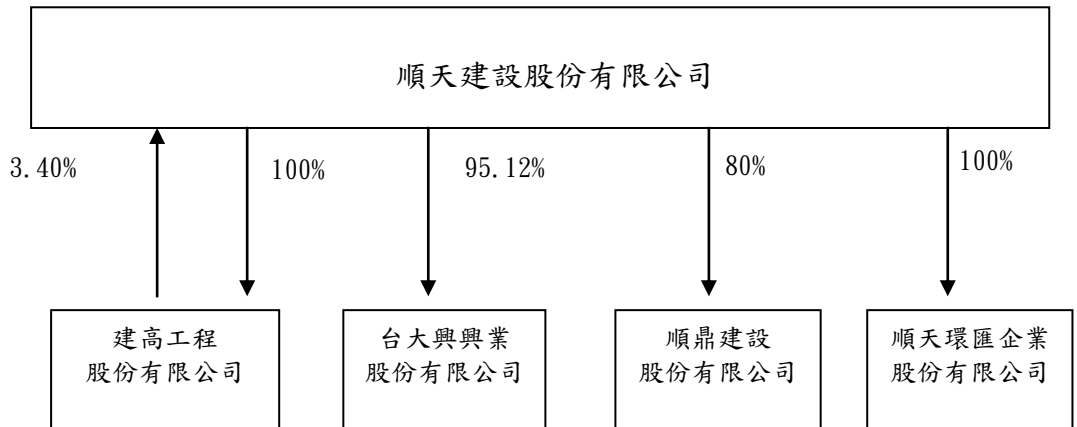 順天建設股份有限公司
3.40%
100%
95.12%
80%
100%
建高工程
股份有限公司
台大興興業
股份有限公司
順鼎建設
股份有限公司
順天環匯企業
股份有限公司